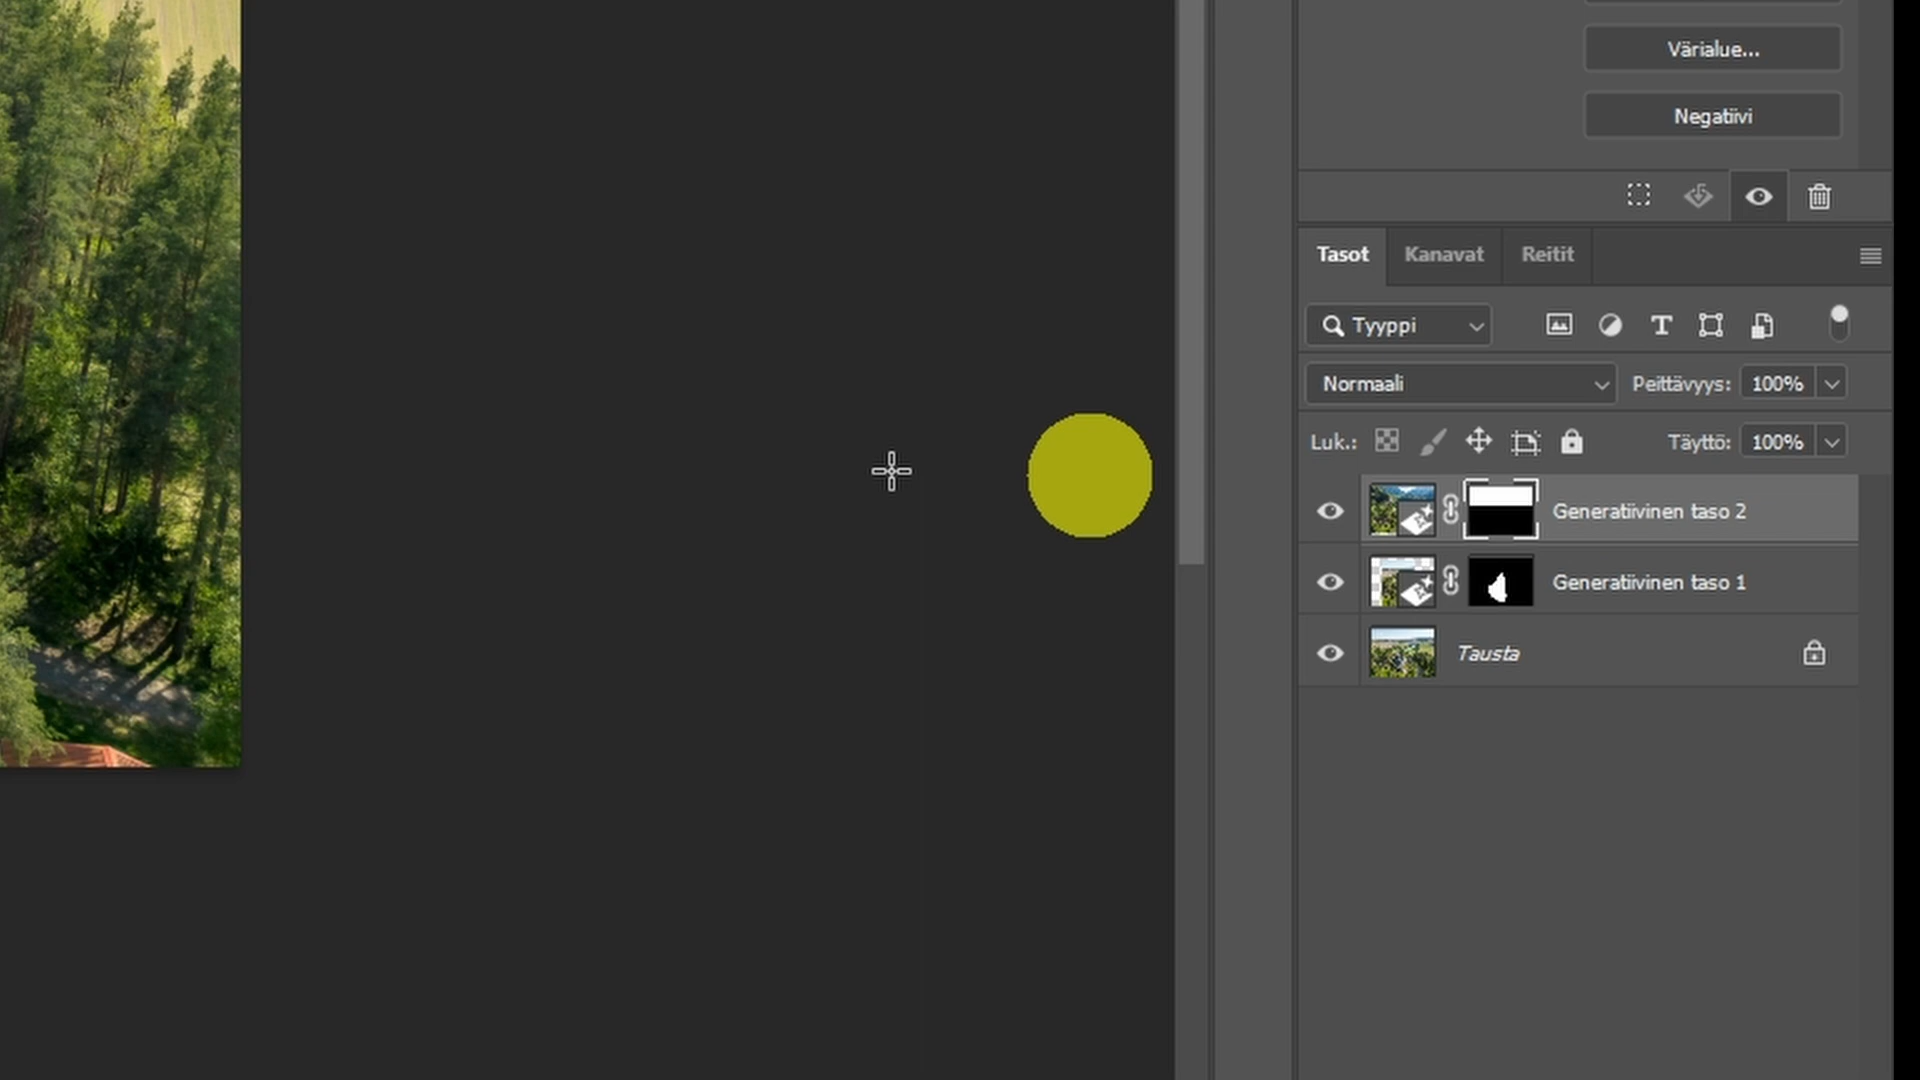 Värialue...
Negatiivi
Tasot Kanavat Reitit
Tyyppi
Normaali Peittävyys: 100%
Luk.: Täyttö: 100%
Generatiivinen taso 2
Generatiivinen taso 1
Tausta